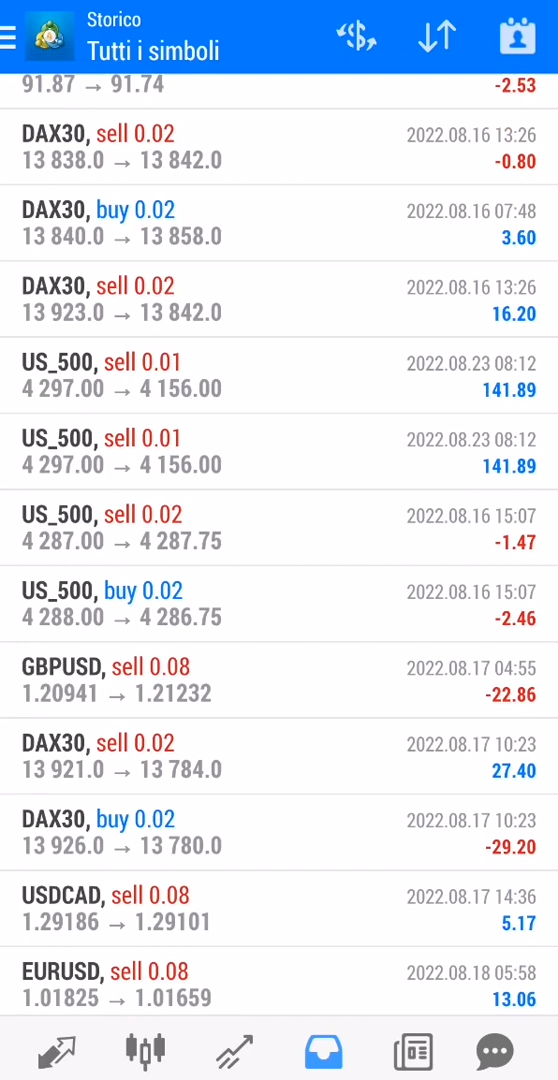 Storico
Tutti i simboli
91.87 → 91.74 -2.53
DAX30, sell 0.02 2022.08.16 13:26
13 838.0 → 13 842.0 -0.80
DAX30, buy 0.02 2022.08.16 07:48
13 840.0 → 13 858.0 3.60
DAX30, sell 0.02 2022.08.16 13:26
13 923.0 → 13 842.0 16.20
US_500, sell 0.01 2022.08.23 08:12
4 297.00 → 4 156.00 141.89
US_500, sell 0.01 2022.08.23 08:12
4 297.00 → 4 156.00 141.89
US_500, sell 0.02 2022.08.16 15:07
4 287.00 → 4 287.75 -1.47
US_500, buy 0.02 2022.08.16 15:07
4 288.00 → 4 286.75 -2.46
GBPUSD, sell 0.08 2022.08.17 04:55
1.20941 → 1.21232 -22.86
DAX30, sell 0.02 2022.08.17 10:23
13 921.0 → 13 784.0 27.40
DAX30, buy 0.02 2022.08.17 10:23
13 926.0 → 13 780.0 -29.20
USDCAD, sell 0.08 2022.08.17 14:36
1.29186 → 1.29101 5.17
EURUSD, sell 0.08 2022.08.18 05:58
1.01825 → 1.01659 13.06